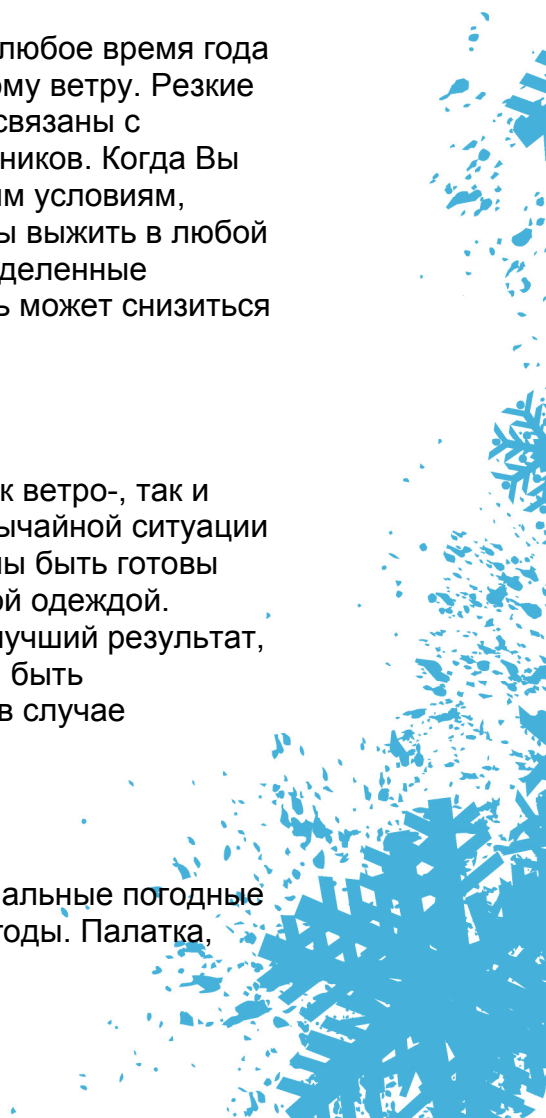 любое время года
ому ветру. Резкие
связаны с
ников. Когда Вы
им условиям,
ы выжить в любой
деленные
ь может снизиться
к ветро-, так и
ычайной ситуации
ны быть готовы
ой одеждой.
лучший результат,
быть
в случае
альные погодные
годы. Палатка,